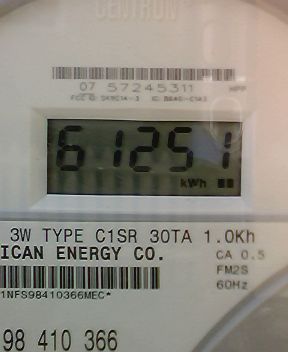 CENTRON
07 57245311
61251
kWh
3W TYPE C1SR 30TA 1.0Kh
ICAN ENERGY CO. CA 0.5
FM2S
1NFS98410366MEC* 60Hz
98 410 366